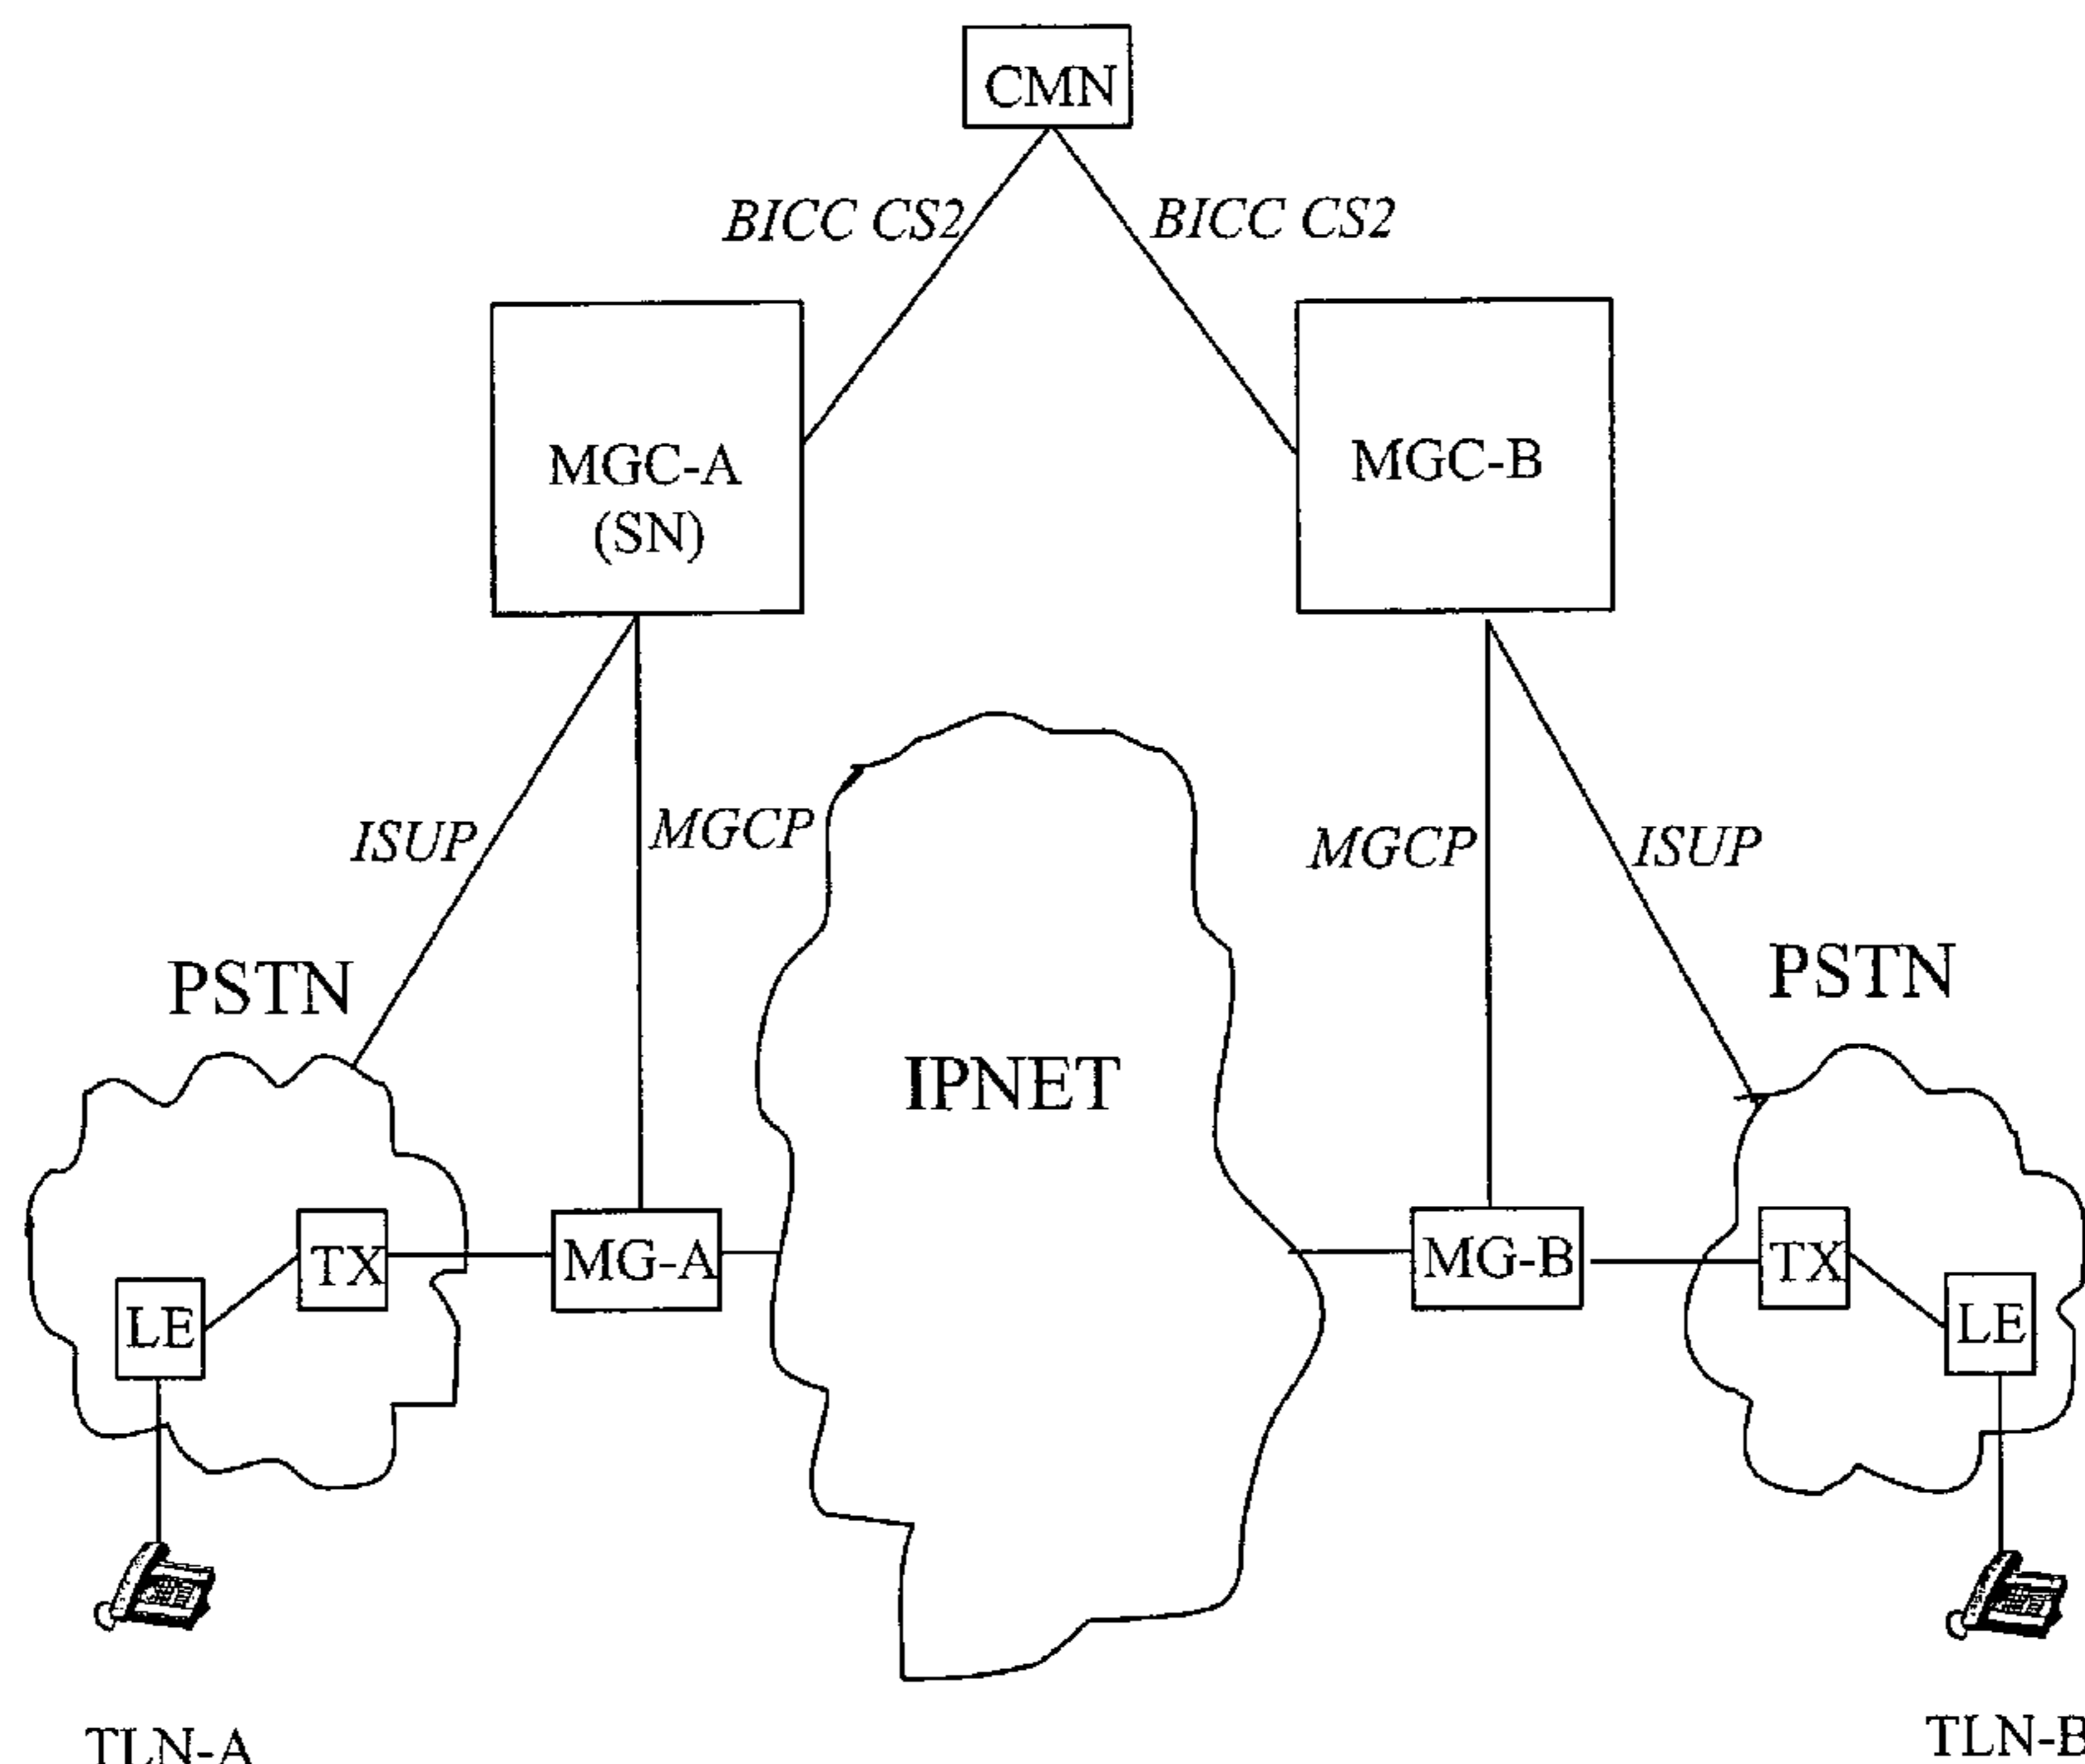 CMN
BICC CS2
BICC CS2
MGC-A
(SN)
MGC-B
ISUP
MGCP
MGCP
ISUP
PSTN
PSTN
IPNET
TX
MG-A
MG-B
TX
LE
LE
TLN-A
TLN-B